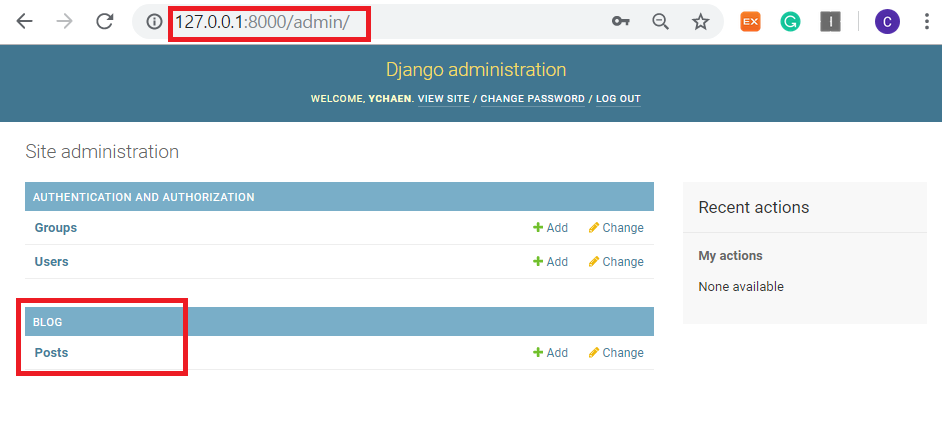 127.0.0.1:8000/admin/
EX
G
I
C
Django administration
WELCOME, YCHAEN. VIEW SITE / CHANGE PASSWORD / LOG OUT
Site administration
AUTHENTICATION AND AUTHORIZATION
Groups Add Change
Users Add Change
BLOG
Posts Add Change
Recent actions
My actions
None available